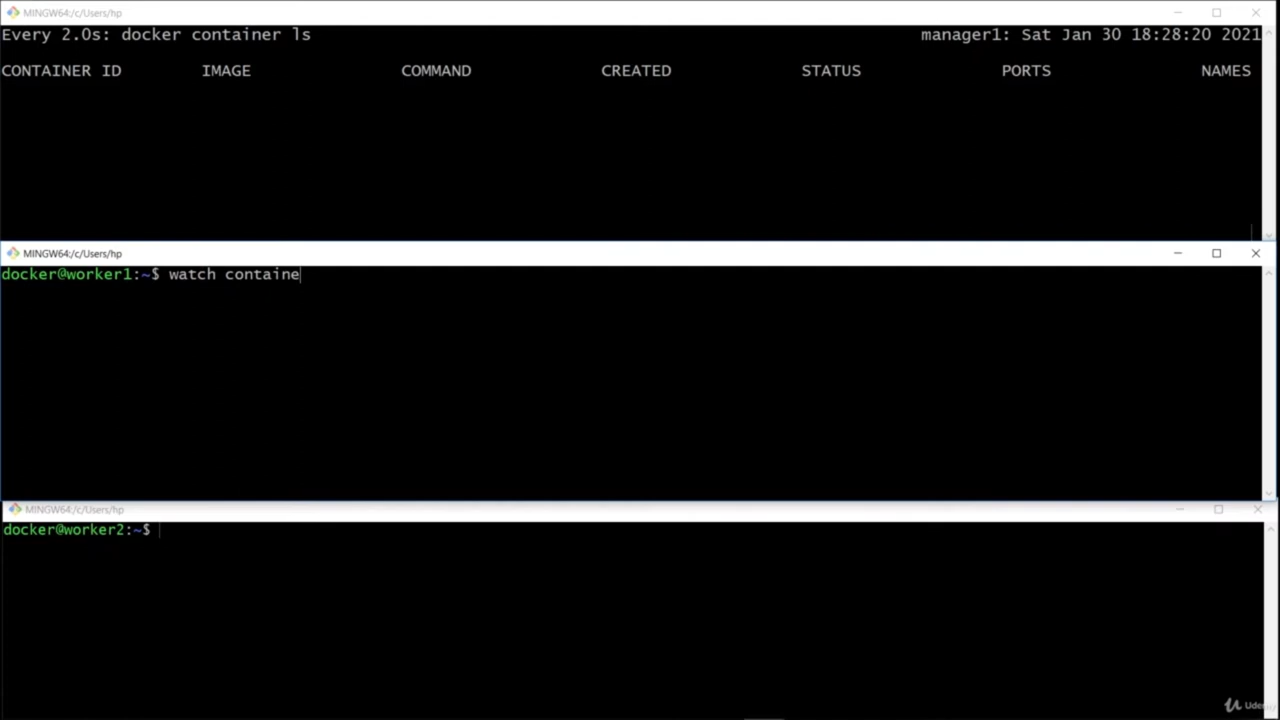 MINGW64:/c/Users/hp
Every 2.0s: docker container ls manager1: Sat Jan 30 18:28:20 2021
CONTAINER ID IMAGE COMMAND CREATED STATUS PORTS NAMES
MINGW64:/c/Users/hp
docker@worker1:~$ watch containe
MINGW64:/c/Users/hp
docker@worker2:~$
Udemy